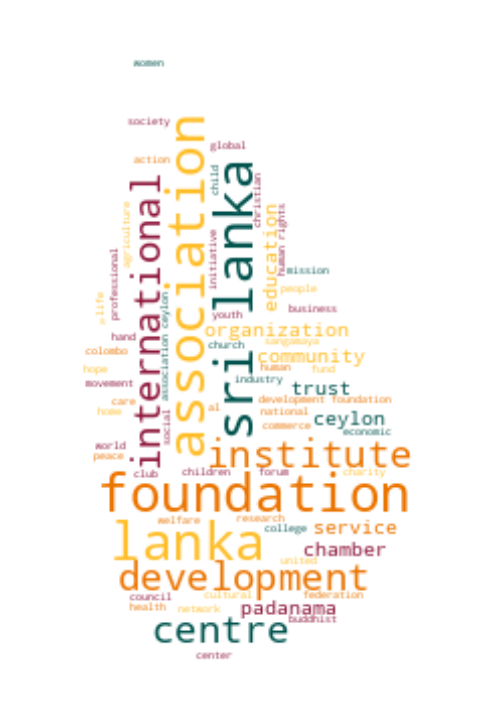 women
society
association
global
action
child
sri lanka
international
christian
agriculture
education
human rights
initiative
professional
mission
life
people
association ceylon
business
youth
organization
hand
church
sangamaya
colombo
community
hope
human
fund
movement
industry
trust
care
development foundation
home
al
national
social
ceylon
commerce
economic
world
institute
peace
club
children
forum
charity
foundation
welfare
research
college
service
lanka
chamber
united
development
council
cultural
federation
health
network
padanama
buddhist
centre
center